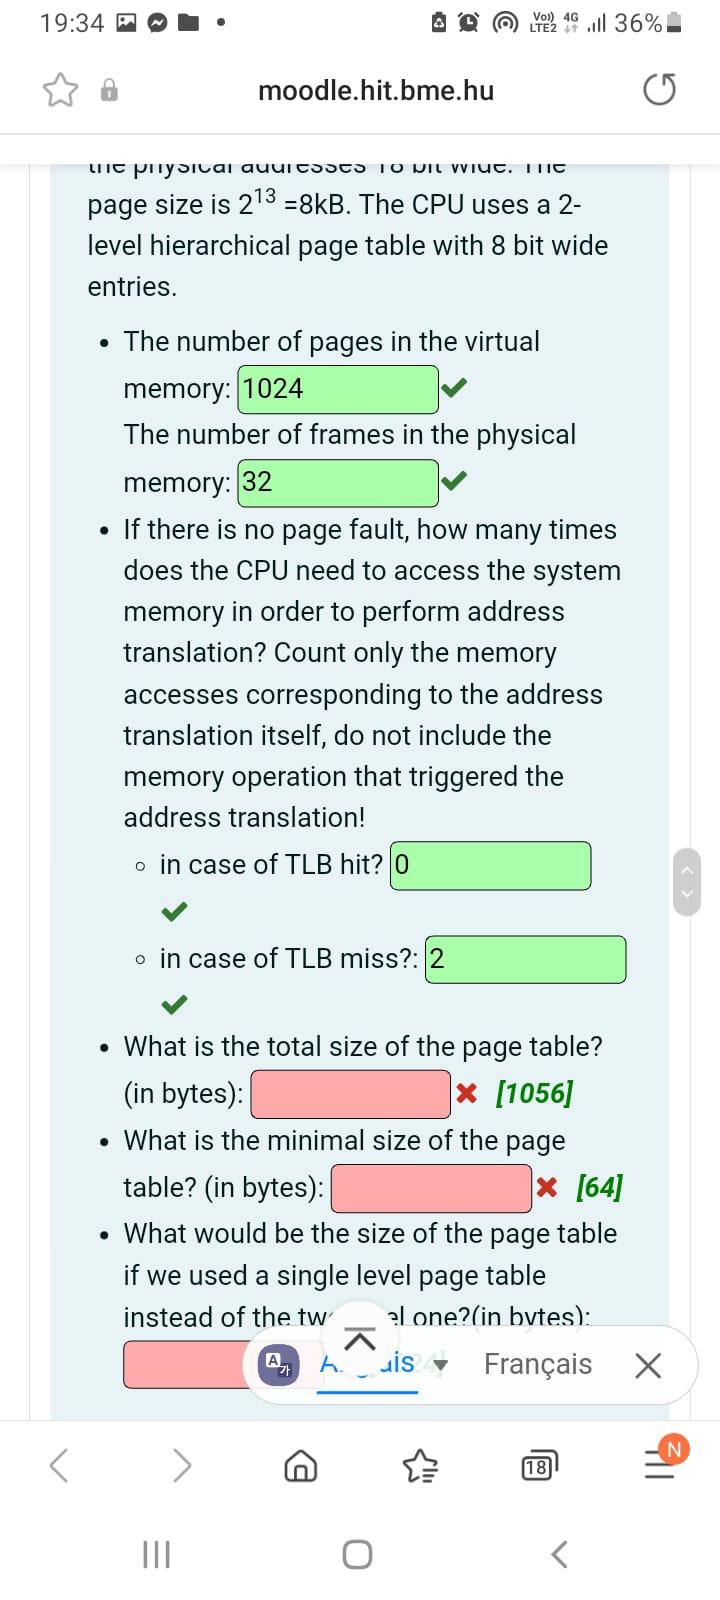 19:34
Vo)) 4G
LTE2
36%
moodle.hit.bme.hu
the physical addresses 18 bit wide. The
page size is 2^13 =8kB. The CPU uses a 2-
level hierarchical page table with 8 bit wide
entries.
• The number of pages in the virtual
memory: 1024
The number of frames in the physical
memory: 32
• If there is no page fault, how many times
does the CPU need to access the system
memory in order to perform address
translation? Count only the memory
accesses corresponding to the address
translation itself, do not include the
memory operation that triggered the
address translation!
in case of TLB hit? 0
in case of TLB miss?: 2
• What is the total size of the page table?
(in bytes): [1056]
• What is the minimal size of the page
table? (in bytes): [64]
• What would be the size of the page table
if we used a single level page table
instead of the one?(in bytes):
Français
18
N